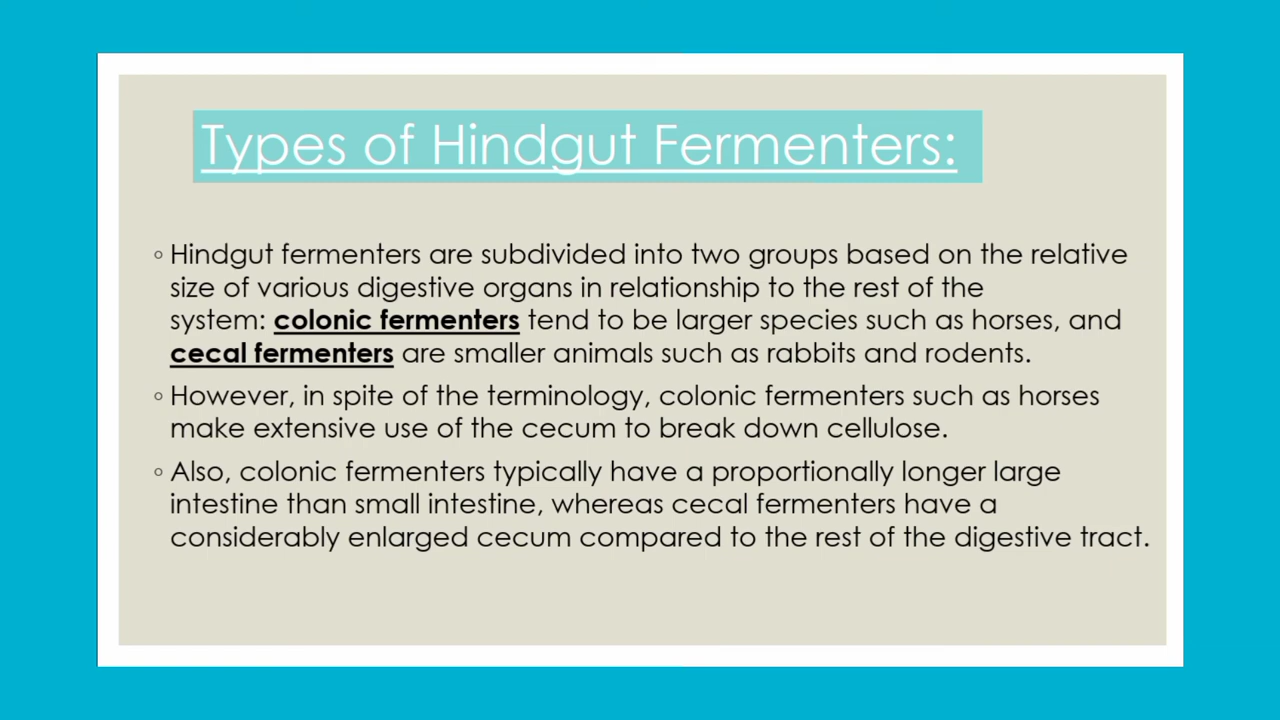 Types of Hindgut Fermenters:
◦ Hindgut fermenters are subdivided into two groups based on the relative
size of various digestive organs in relationship to the rest of the
system: colonic fermenters tend to be larger species such as horses, and
cecal fermenters are smaller animals such as rabbits and rodents.
◦ However, in spite of the terminology, colonic fermenters such as horses
make extensive use of the cecum to break down cellulose.
◦ Also, colonic fermenters typically have a proportionally longer large
intestine than small intestine, whereas cecal fermenters have a
considerably enlarged cecum compared to the rest of the digestive tract.